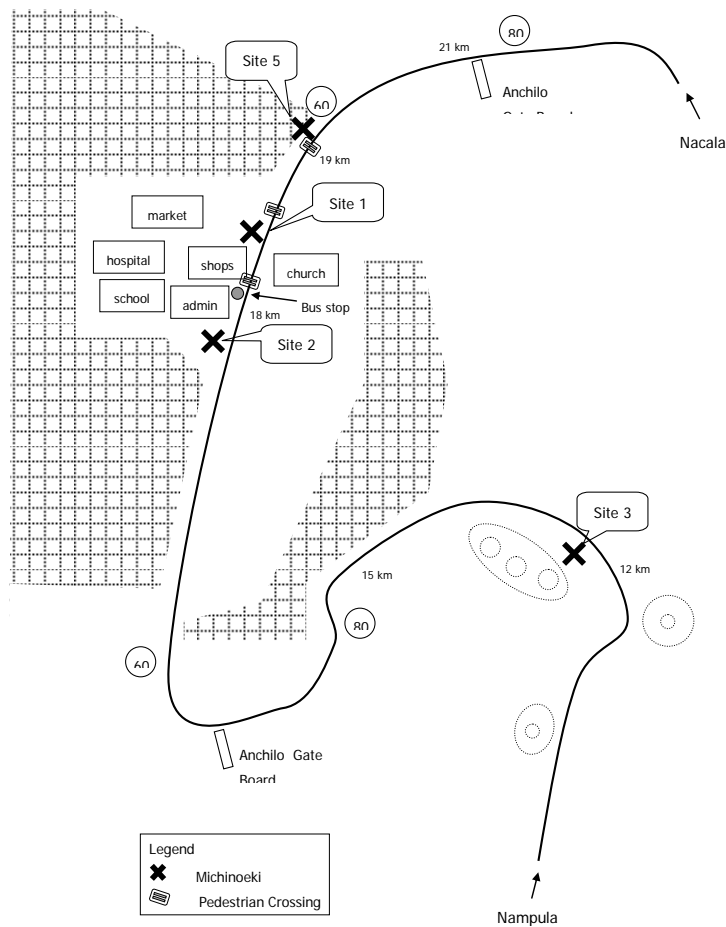 80
21 km
Site 5
60
Anchilo
Nacala
19 km
Site 1
market
hospital
shops
church
school
admin
Bus stop
18 km
Site 2
Site 3
15 km
12 km
80
60
Anchilo Gate
Board
Legend
Michinoeki
Pedestrian Crossing
Nampula